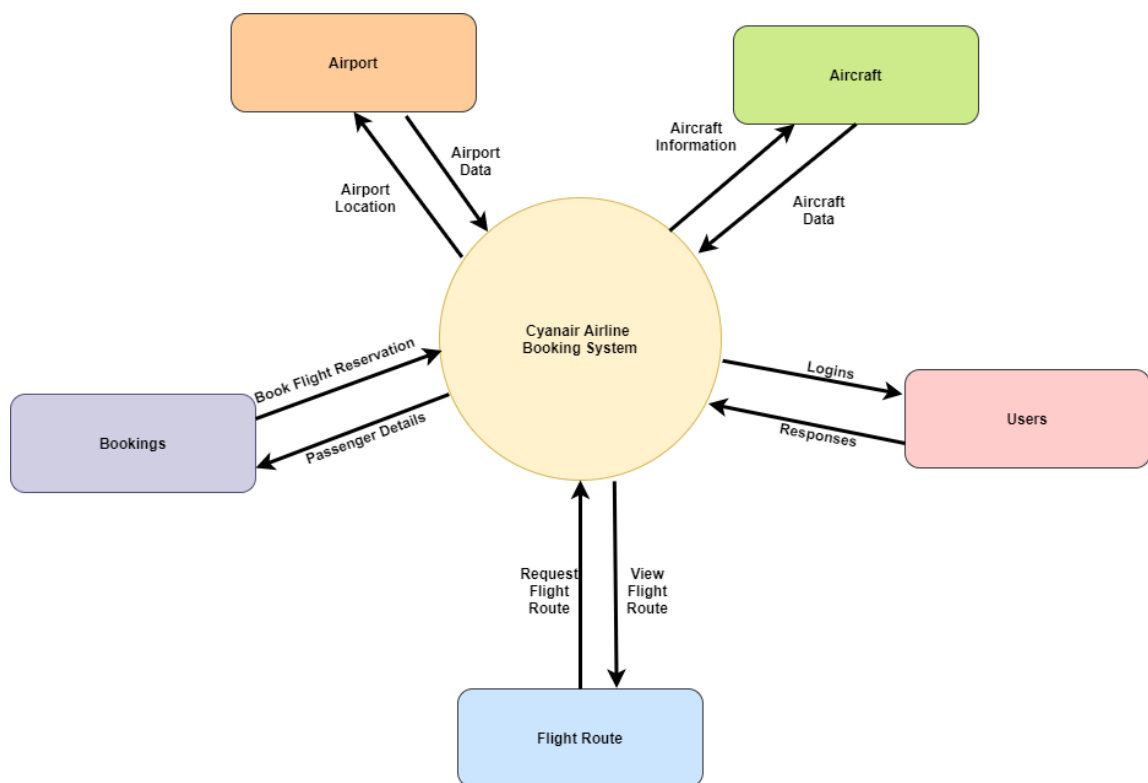 Airport
Aircraft
Aircraft
Information
Airport
Data
Airport
Location
Aircraft
Data
Cyanair Airline
Booking System
Book Flight Reservation
Logins
Users
Bookings
Passenger Details
Responses
Request
Flight
Route
View
Flight
Route
Flight Route